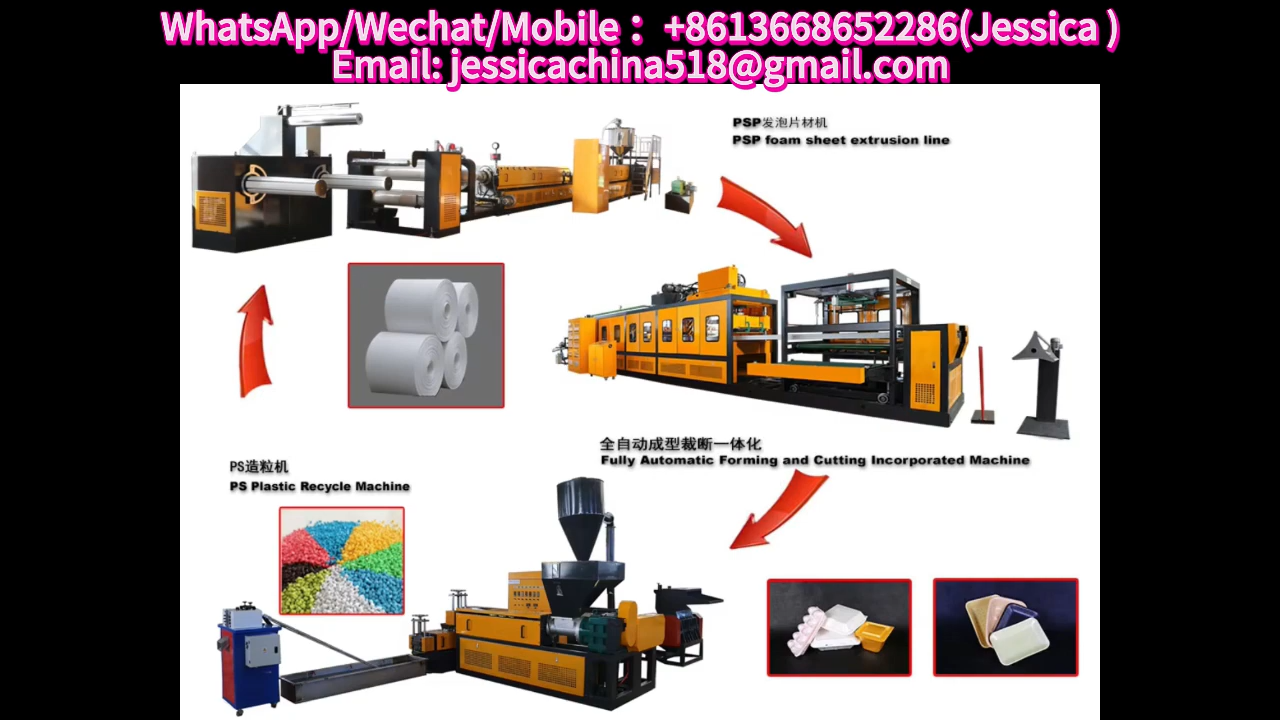 WhatsApp/Wechat/Mobile： +8613668652286(Jessica )
Email: jessicachina518@gmail.com
PSP发泡片材机
PSP foam sheet extrusion line
全自动成型裁断一体化
Fully Automatic Forming and Cutting Incorporated Machine
PS造粒机
PS Plastic Recycle Machine